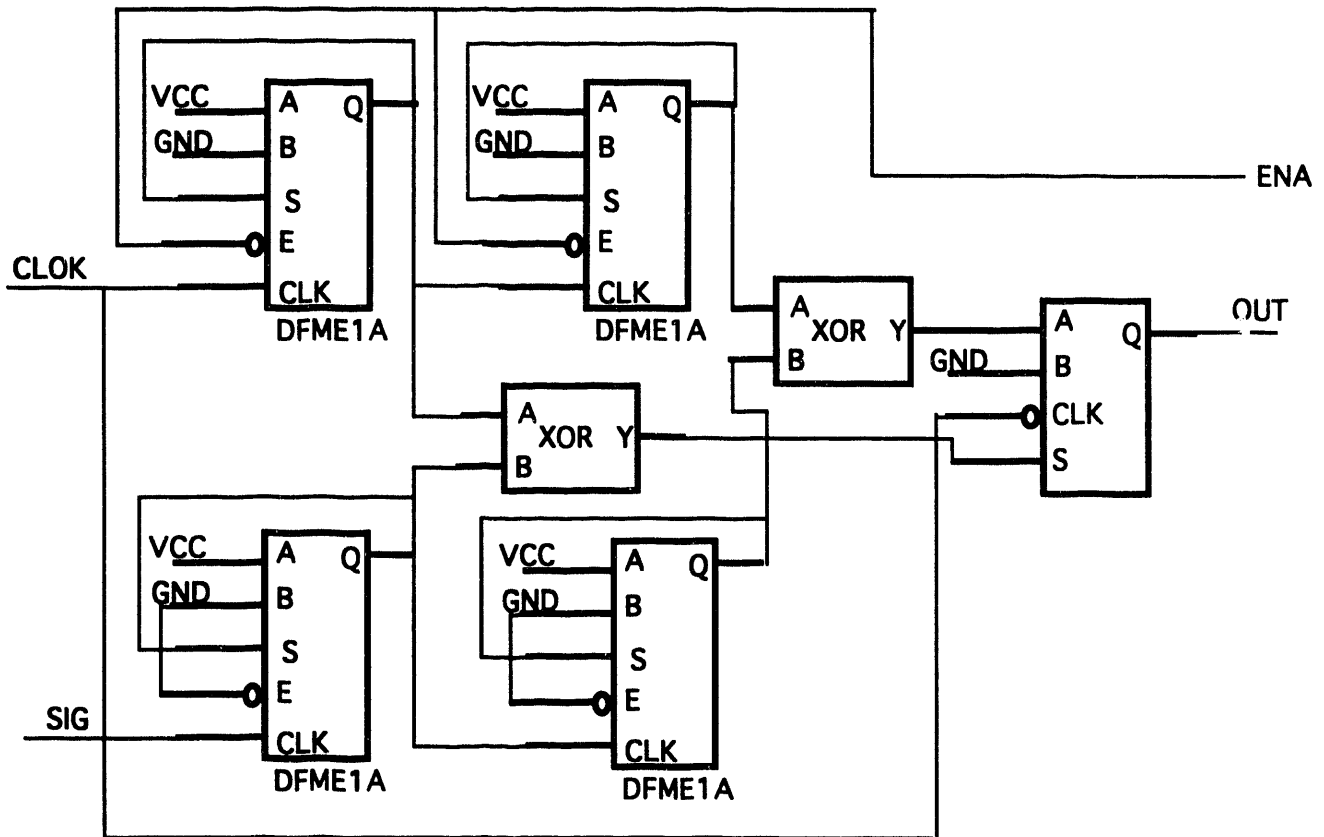 VCC A Q
GND B
S
E
CLOK
CLK
DFME1A
VCC A Q
GND B
S
E
CLK
DFME1A
ENA
A
XOR Y
B
A Q
GND B
CLK
S
OUT
A
XOR Y
B
VCC A Q
GND B
S
E
SIG
CLK
DFME1A
VCC A Q
GND B
S
E
CLK
DFME1A